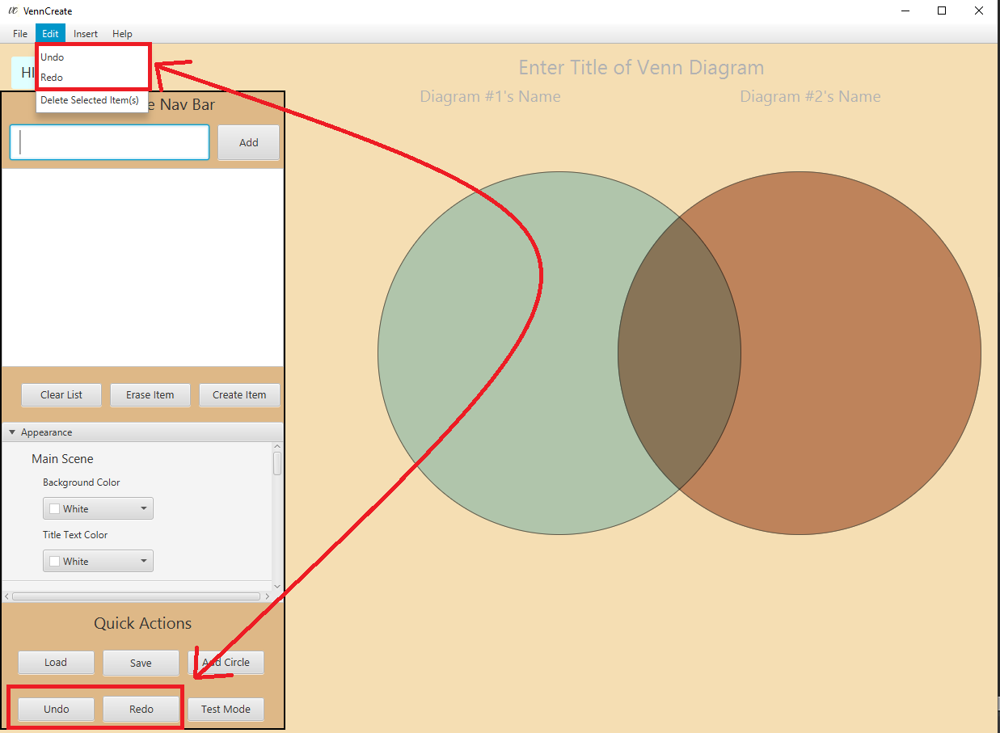 VC VennCreate
File Edit Insert Help
Undo
Redo
Delete Selected Item(s)
HI
e Nav Bar
Enter Title of Venn Diagram
Diagram #1's Name Diagram #2's Name
Add
Clear List Erase Item Create Item
Appearance
Main Scene
Background Color
White
Title Text Color
White
Quick Actions
Load Save Add Circle
Undo Redo Test Mode